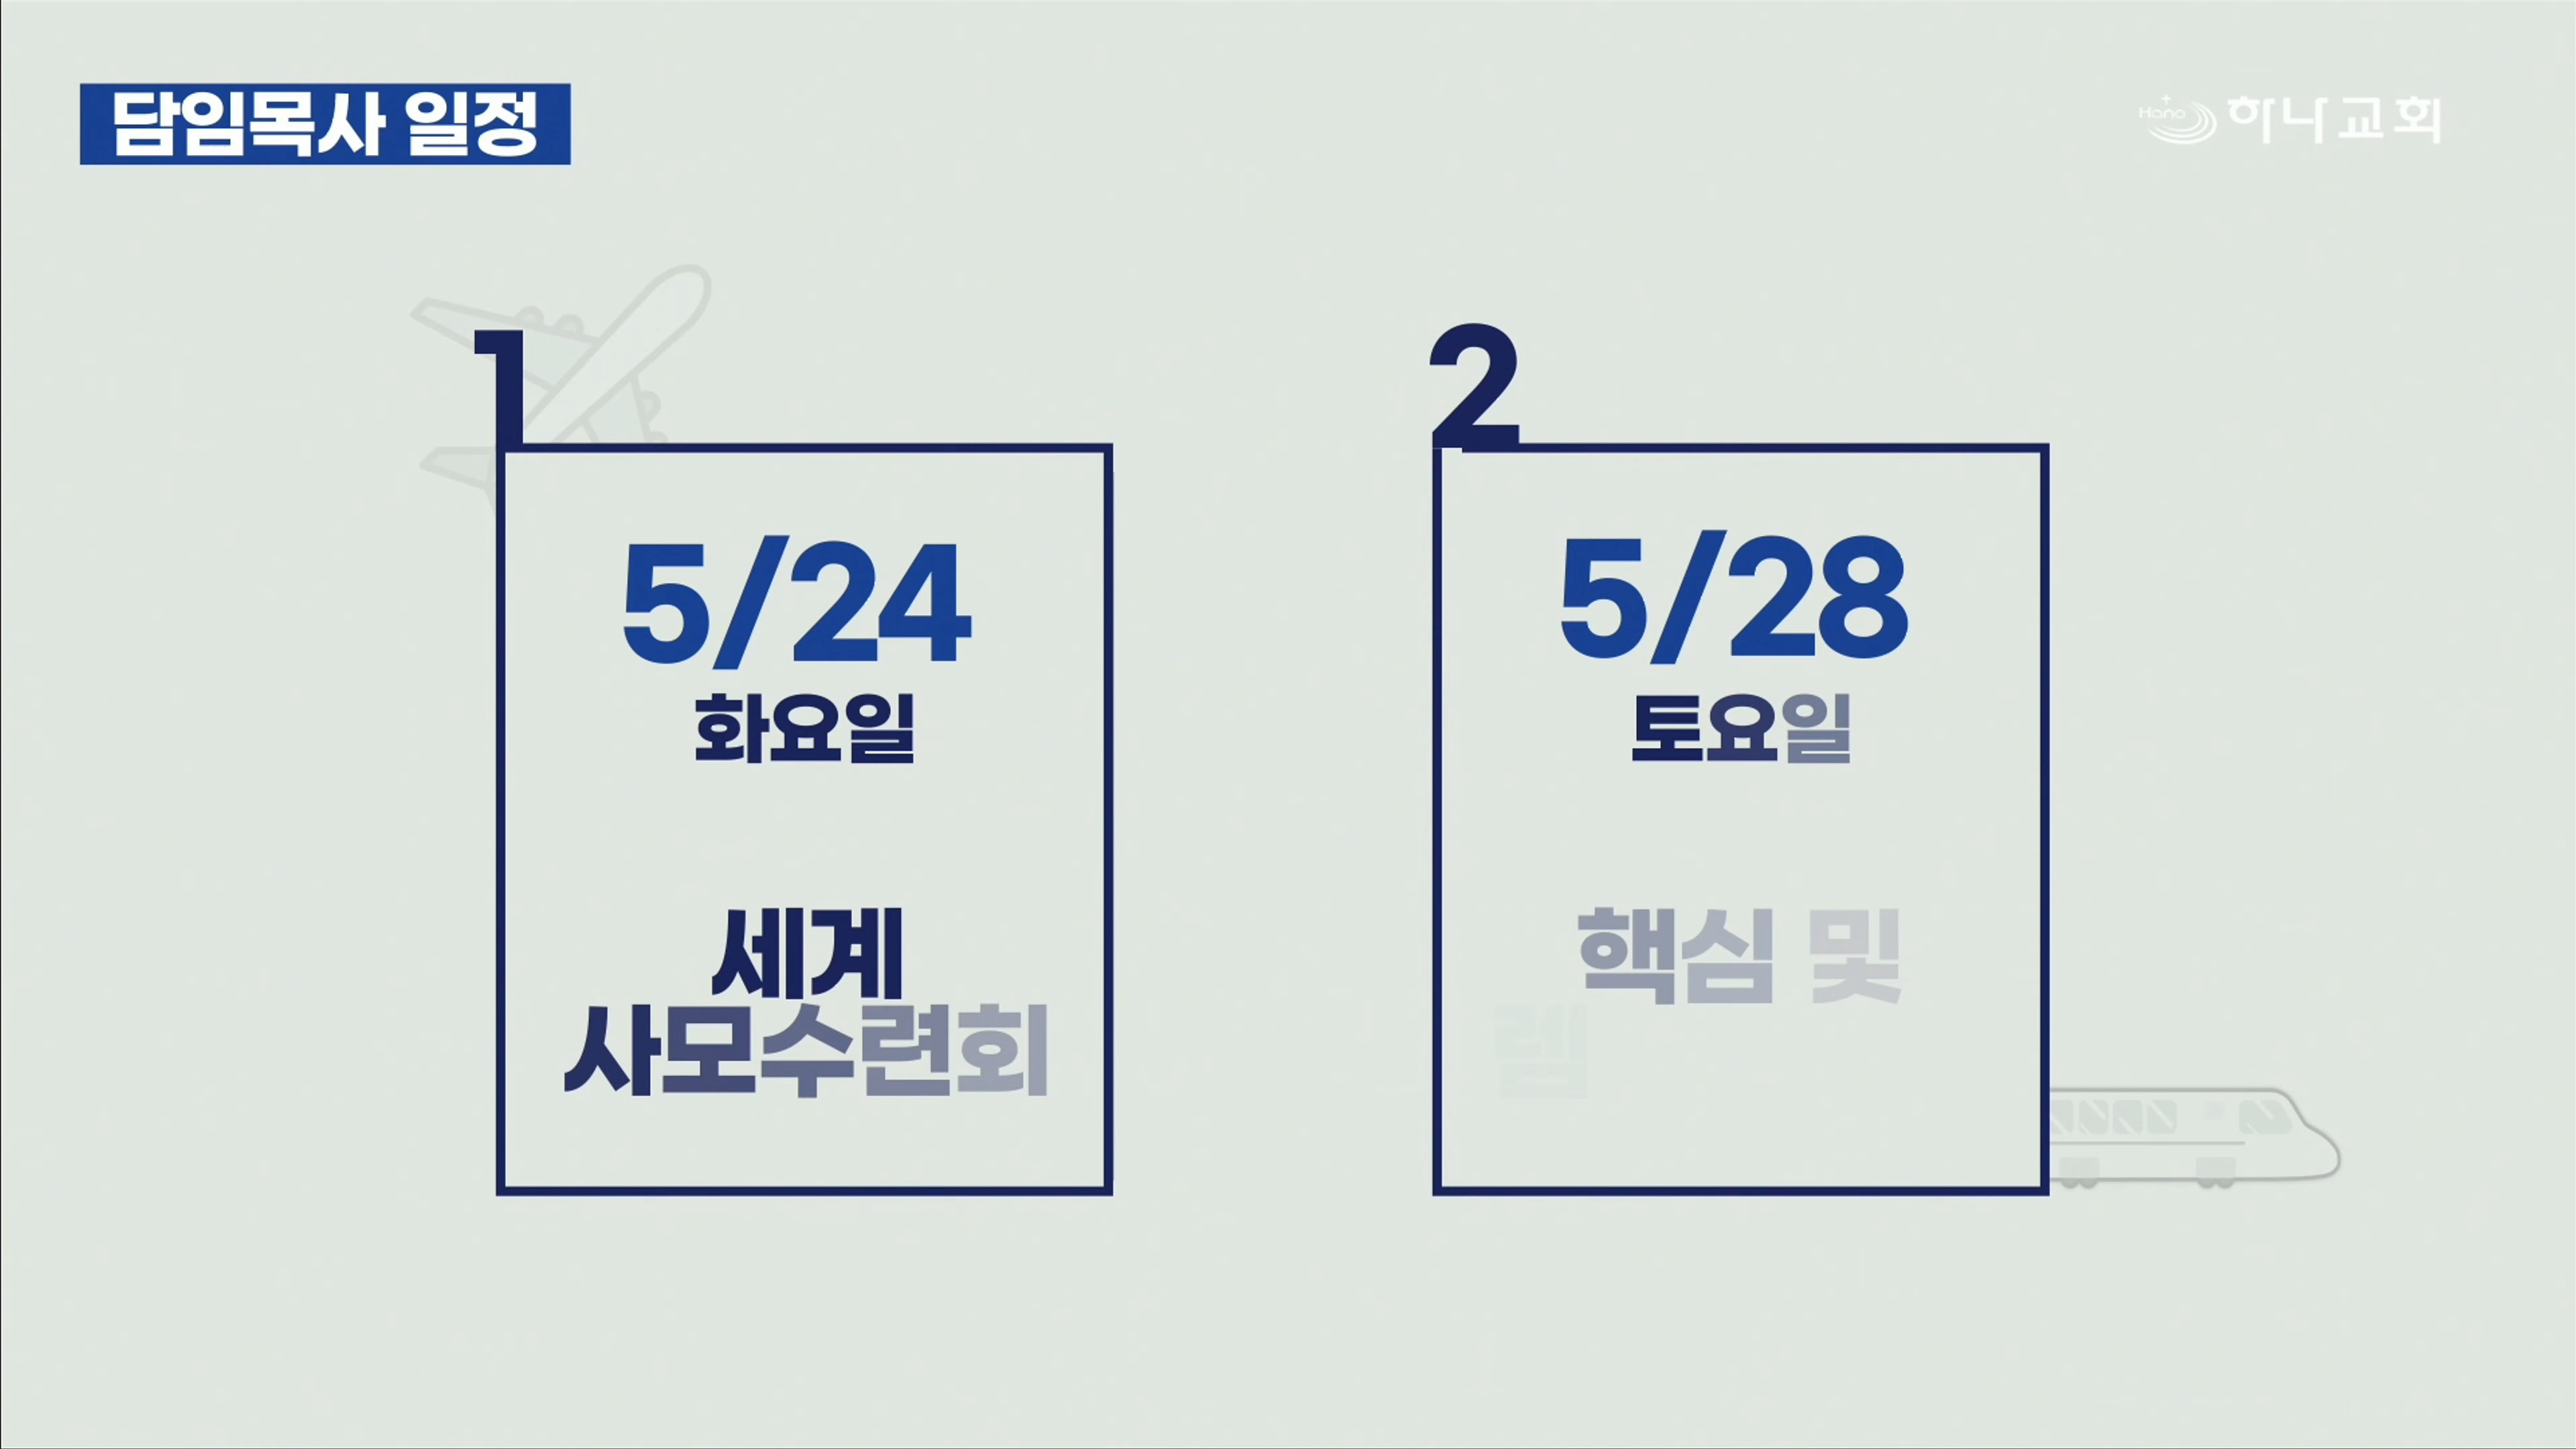 담임목사 일정
Hana 하나교회
1
5/24
화요일
세계
사모수련회
2
5/28
토요일
핵심 및
렘